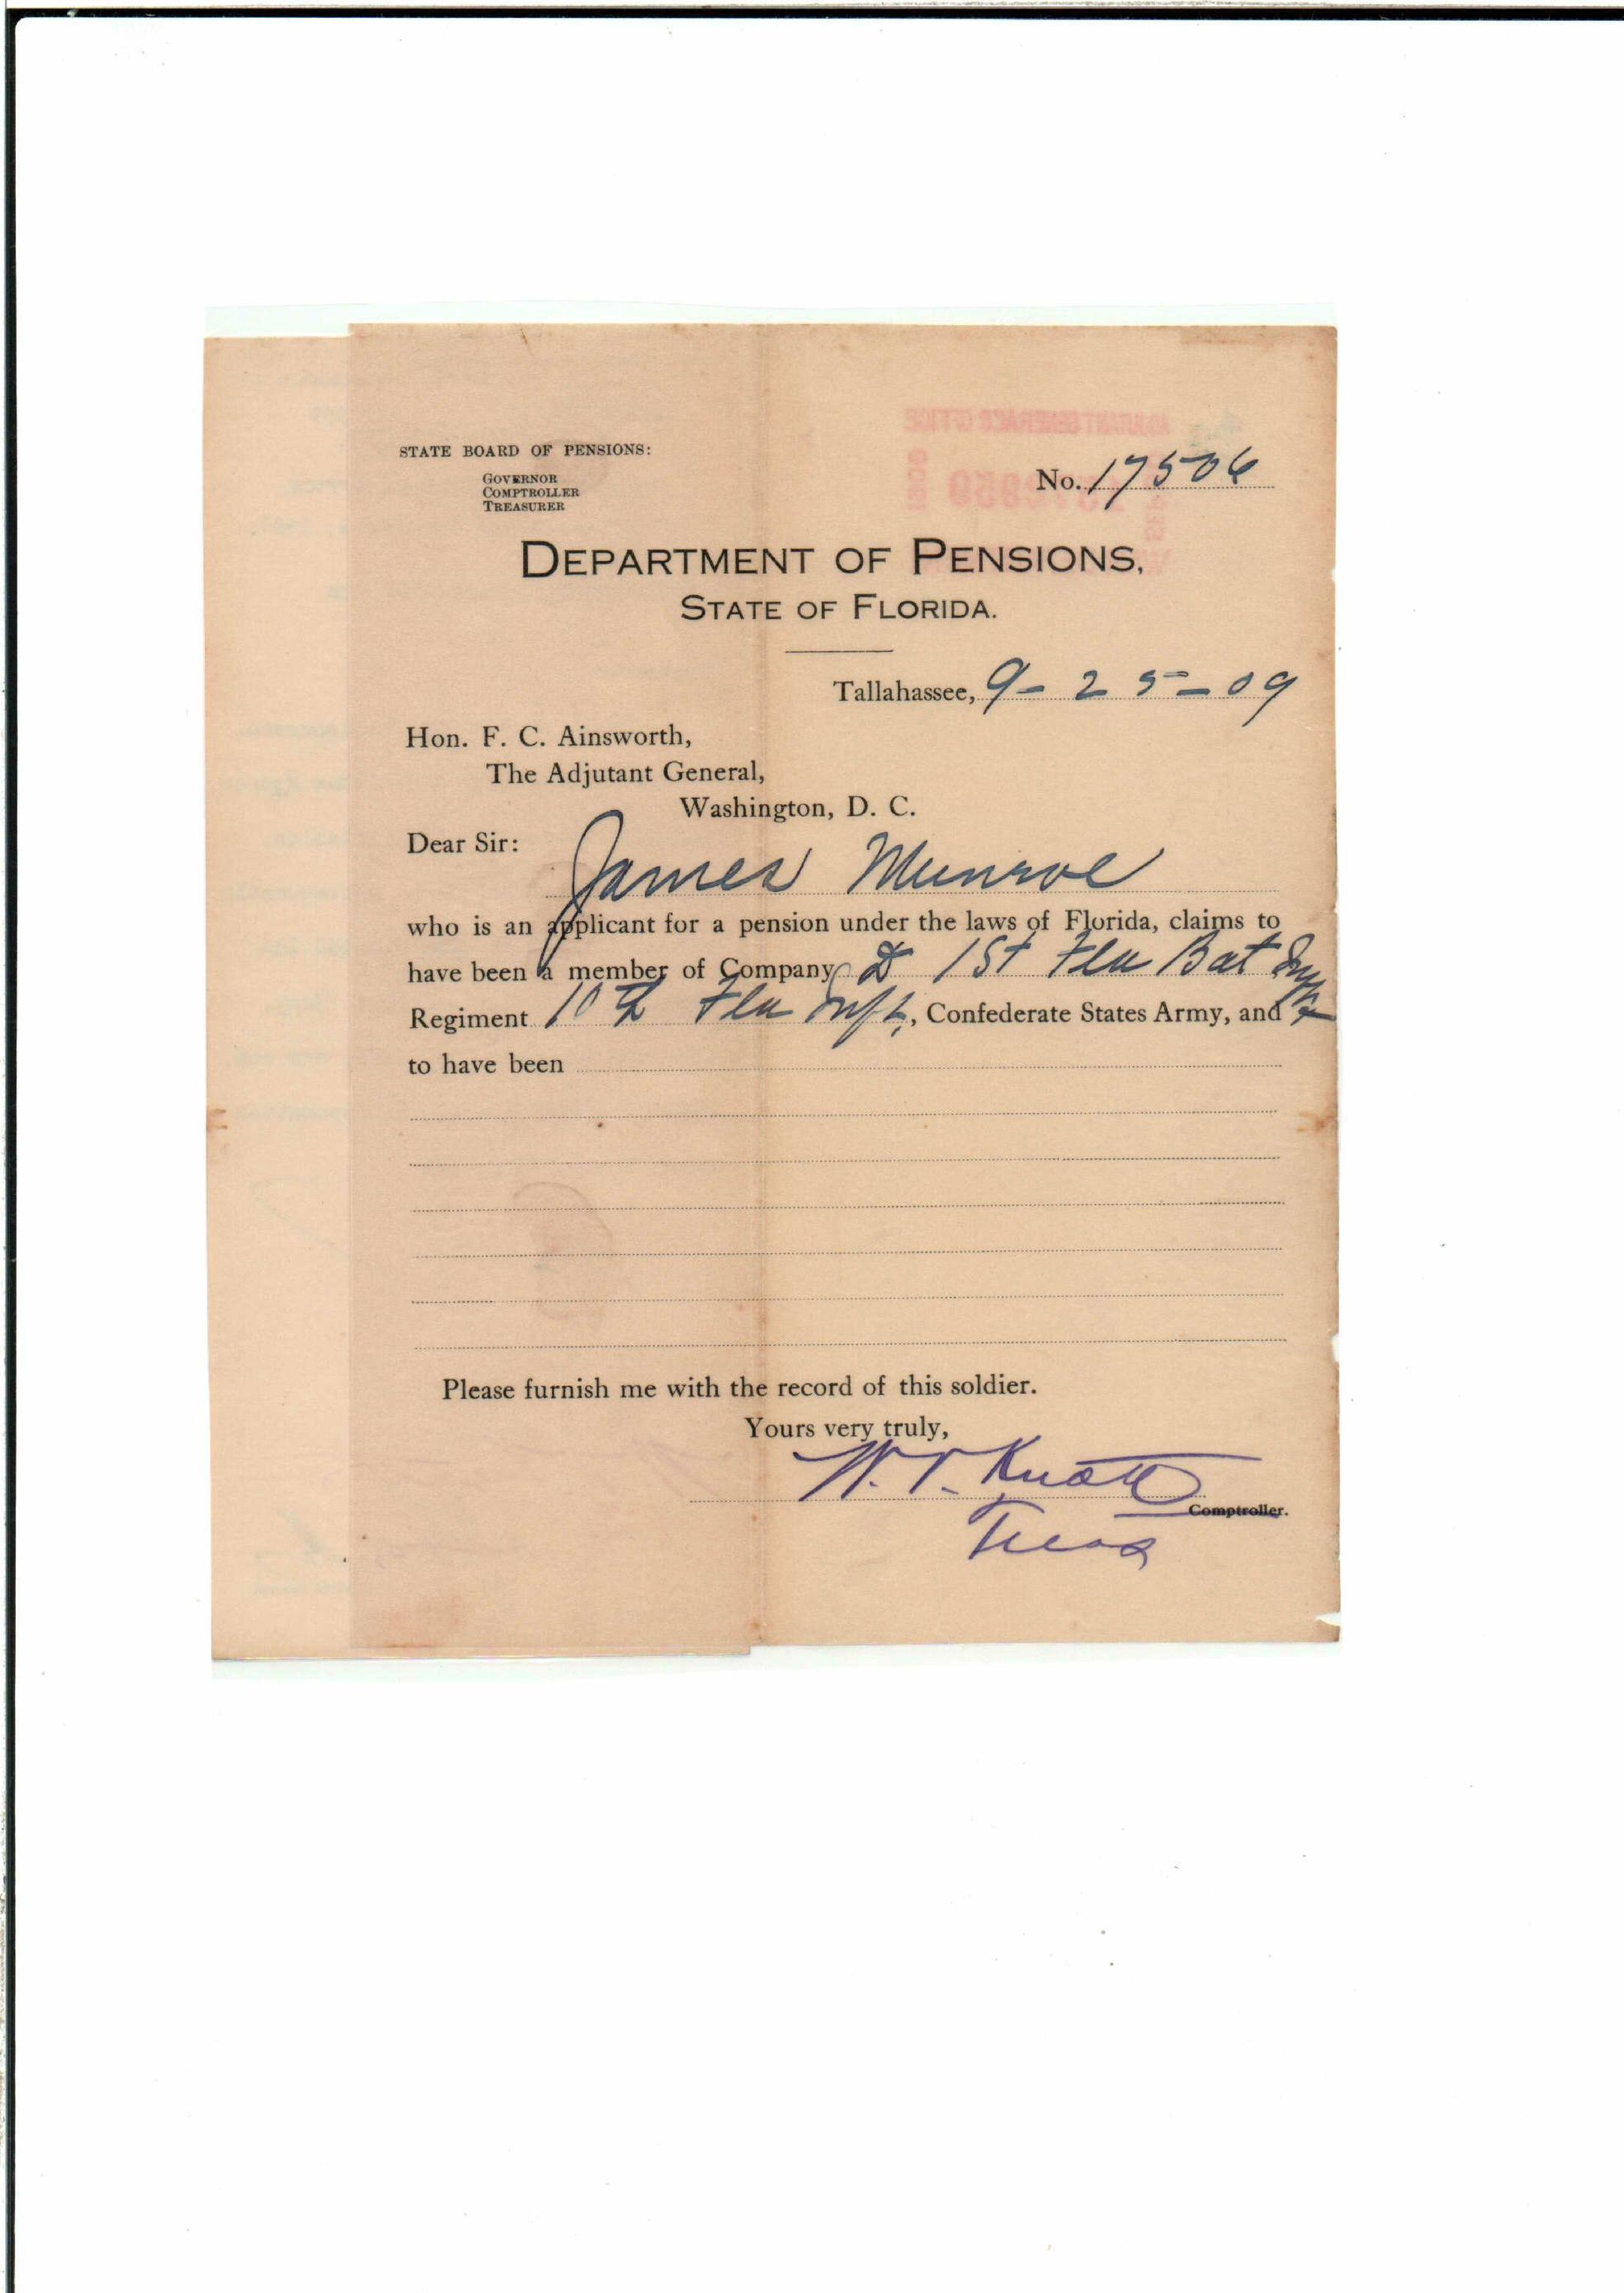 STATE BOARD OF PENSIONS:
GOVERNOR
COMPTROLLER
TREASURER
No. 17506
DEPARTMENT OF PENSIONS,
STATE OF FLORIDA.
Tallahassee, 9-25-09
Hon. F. C. Ainsworth,
The Adjutant General,
Washington, D. C.
Dear Sir:
James Munroe
who is an applicant for a pension under the laws of Florida, claims to
have been a member of Company D 1st Fla Bat Inft
Regiment 10th Fla Inft, Confederate States Army, and
to have been
Please furnish me with the record of this soldier.
Yours very truly,
W. V. Knott
Comptroller.
Treas